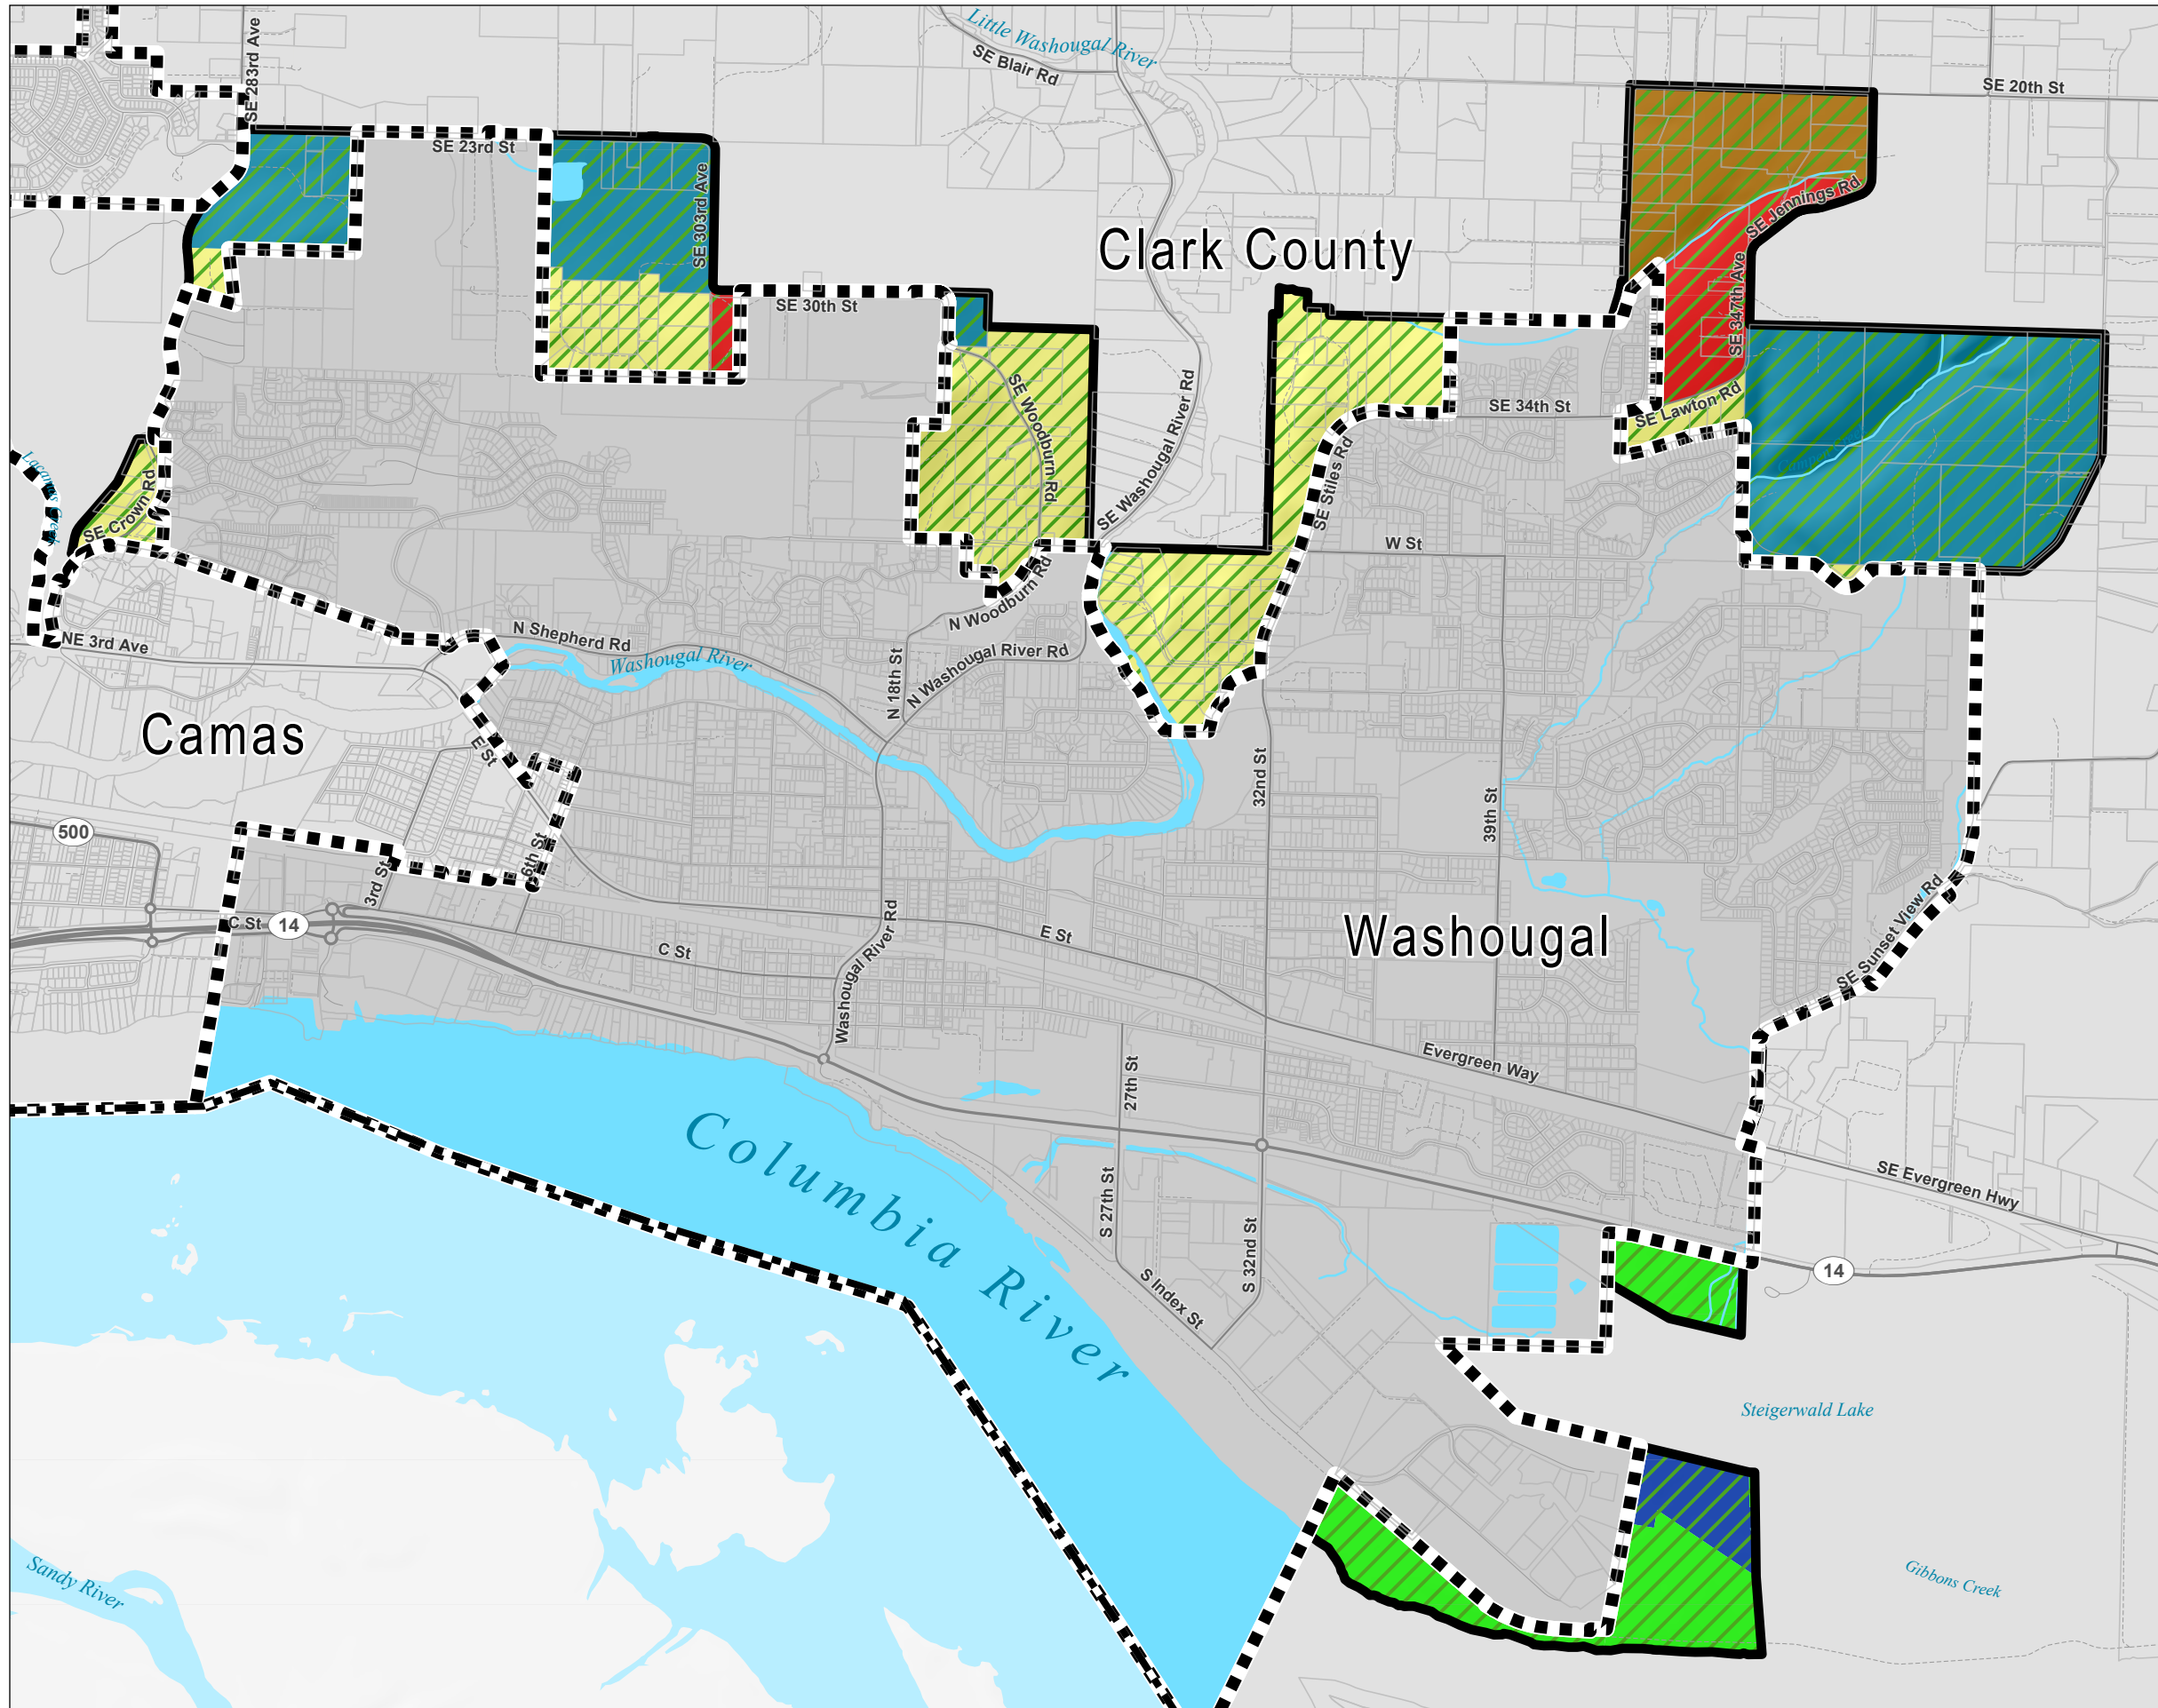 Little Washougal River
SE Blair Rd
SE 283rd Ave
SE 20th St
SE 23rd St
SE 303rd Ave
SE Jennings Rd
Clark County
SE 347th Ave
SE 30th St
SE Woodburn Rd
SE Washougal River Rd
SE 34th St
SE Lawton Rd
SE Stiles Rd
Lacamas Creek
SE Crown Rd
W St
N Woodburn Rd
NE 3rd Ave
N Shepherd Rd
Washougal River
N 18th St
N Washougal River Rd
Camas
E St
32nd St
39th St
500
6th St
3rd St
C St
14
C St
Washougal River Rd
E St
Washougal
SE Sunset View Rd
27th St
Evergreen Way
Columbia River
S 27th St
S 32nd St
SE Evergreen Hwy
14
S Index St
Steigerwald Lake
Sandy River
Gibbons Creek